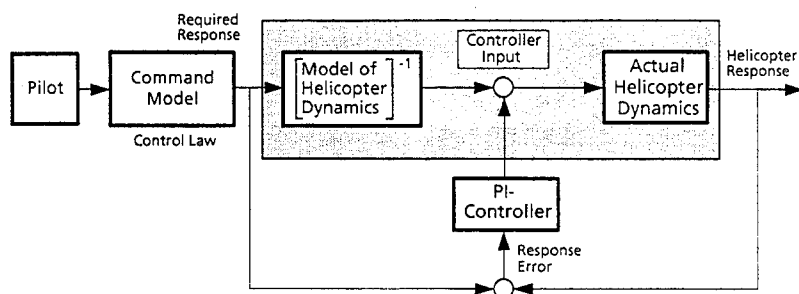 Required
Response
Pilot
Command
Model
Control Law
Model of
Helicopter
Dynamics
-1
Controller
Input
Actual
Helicopter
Dynamics
Helicopter
Response
PI-
Controller
Response
Error